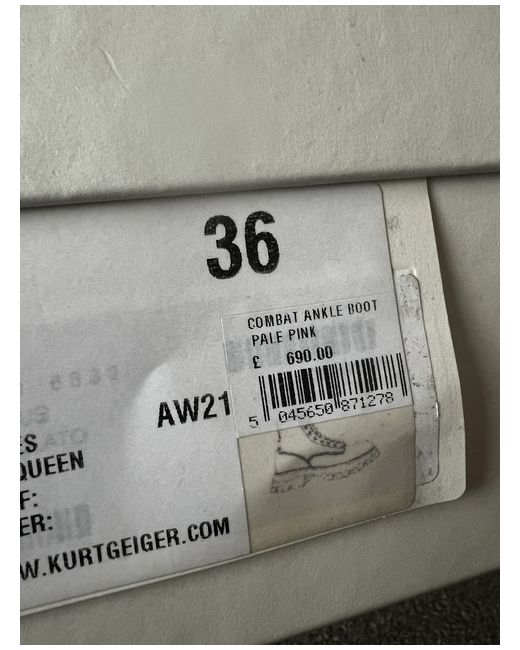 36
COMBAT ANKLE BOOT
PALE PINK
£ 690.00
5 045650 871278
AW21
ES
QUEEN
F:
ER:
W.KURTGEIGER.COM